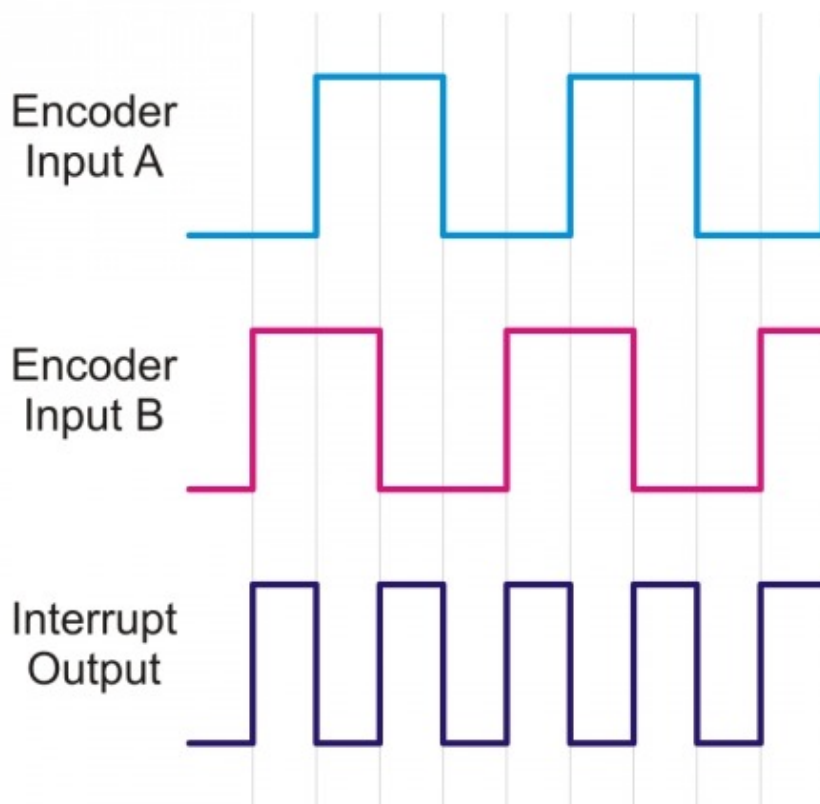 Encoder
Input A
Encoder
Input B
Interrupt
Output